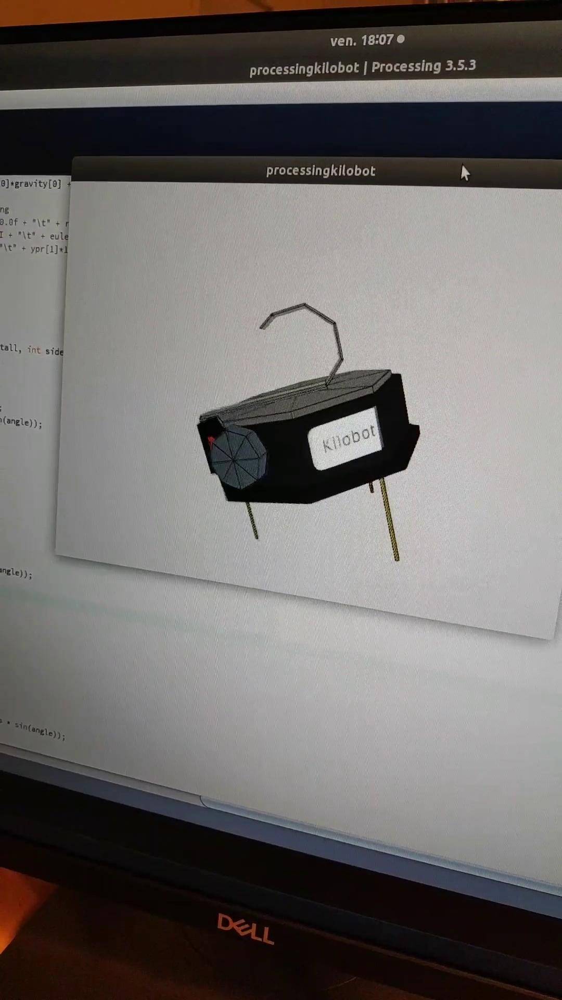 ven. 18:07
processingkilobot | Processing 3.5.3
processingkilobot
0]*gravity[0] +
ng
0.0f + "\t" + r
I + "\t" + eule
"\t" + ypr[1]*1
tall, int side
;
n(angle));
Kilobot
angle));
s * sin(angle));
DELL